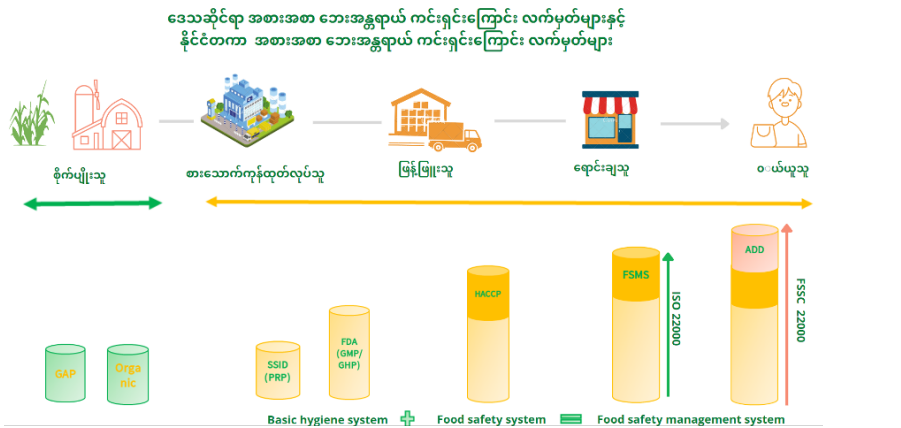 ဒေသဆိုင်ရာ အစားအစာ ဘေးအန္တရာယ် ကင်းရှင်းကြောင်း လက်မှတ်များနှင့်
နိုင်ငံတကာ အစားအစာ ဘေးအန္တရာယ် ကင်းရှင်းကြောင်း လက်မှတ်များ
စိုက်ပျိုးသူ
စားသောက်ကုန်ထုတ်လုပ်သူ
ဖြန့်ဖြူးသူ
ရောင်းချသူ
ဝယ်ယူသူ
GAP
Orga
nic
SSID
(PRP)
FDA
(GMP/
GHP)
HACCP
FSMS
ISO 22000
ADD
FSSC 22000
Basic hygiene system
Food safety system
Food safety management system